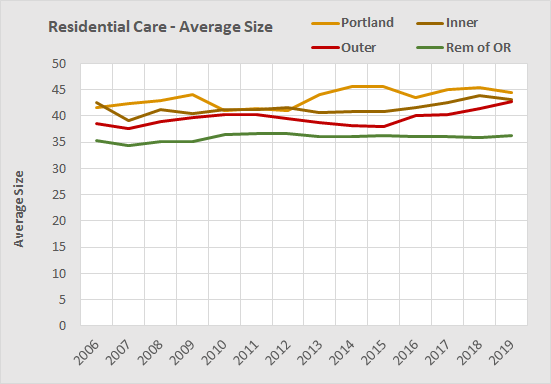 Residential Care - Average Size
Portland Inner
Outer Rem of OR
50
45
40
35
30
25
20
15
10
5
0
Average Size
2006 2007 2008 2009 2010 2011 2012 2013 2014 2015 2016 2017 2018 2019